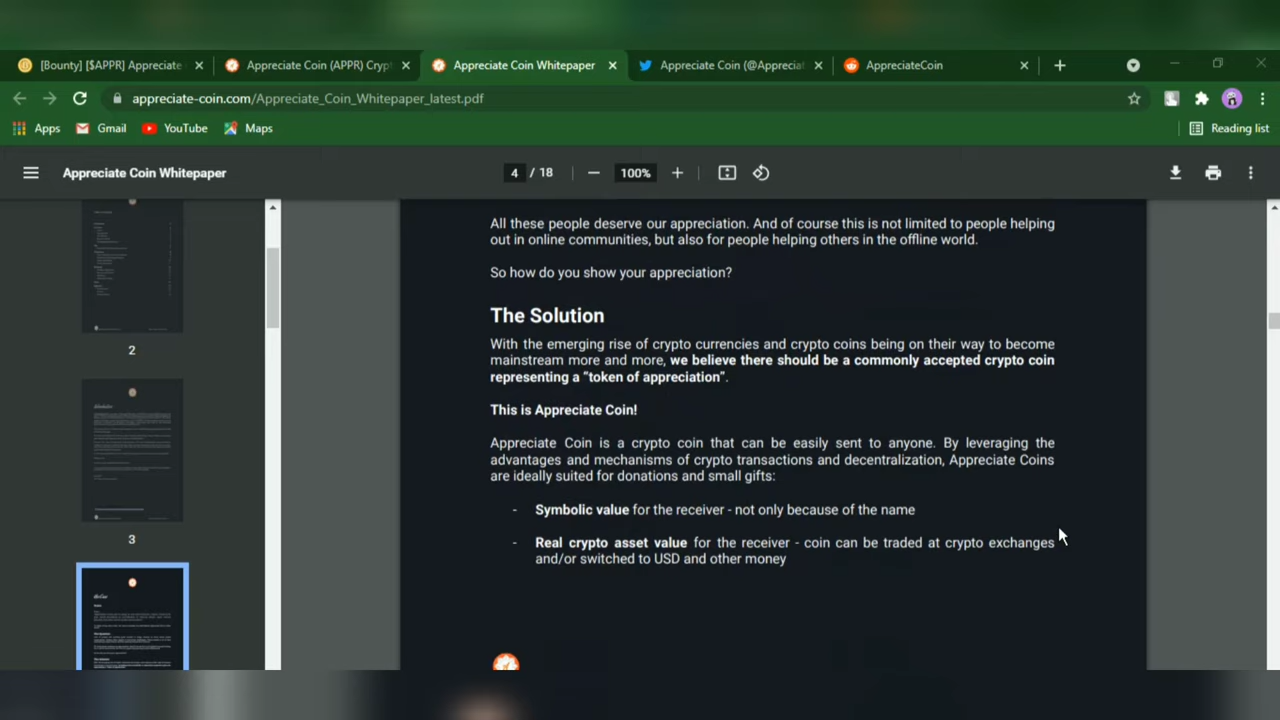 [Bounty] [$APPR] Appreciate
Appreciate Coin (APPR) Cryp
Appreciate Coin Whitepaper
Appreciate Coin (@Apprecia
AppreciateCoin
appreciate-coin.com/Appreciate_Coin_Whitepaper_latest.pdf
Apps Gmail YouTube Maps Reading list
Appreciate Coin Whitepaper 4 / 18 100%
All these people deserve our appreciation. And of course this is not limited to people helping
out in online communities, but also for people helping others in the offline world.
So how do you show your appreciation?
The Solution
With the emerging rise of crypto currencies and crypto coins being on their way to become
mainstream more and more, we believe there should be a commonly accepted crypto coin
representing a “token of appreciation”.
This is Appreciate Coin!
Appreciate Coin is a crypto coin that can be easily sent to anyone. By leveraging the
advantages and mechanisms of crypto transactions and decentralization, Appreciate Coins
are ideally suited for donations and small gifts:
- Symbolic value for the receiver - not only because of the name
- Real crypto asset value for the receiver - coin can be traded at crypto exchanges
and/or switched to USD and other money
2
3